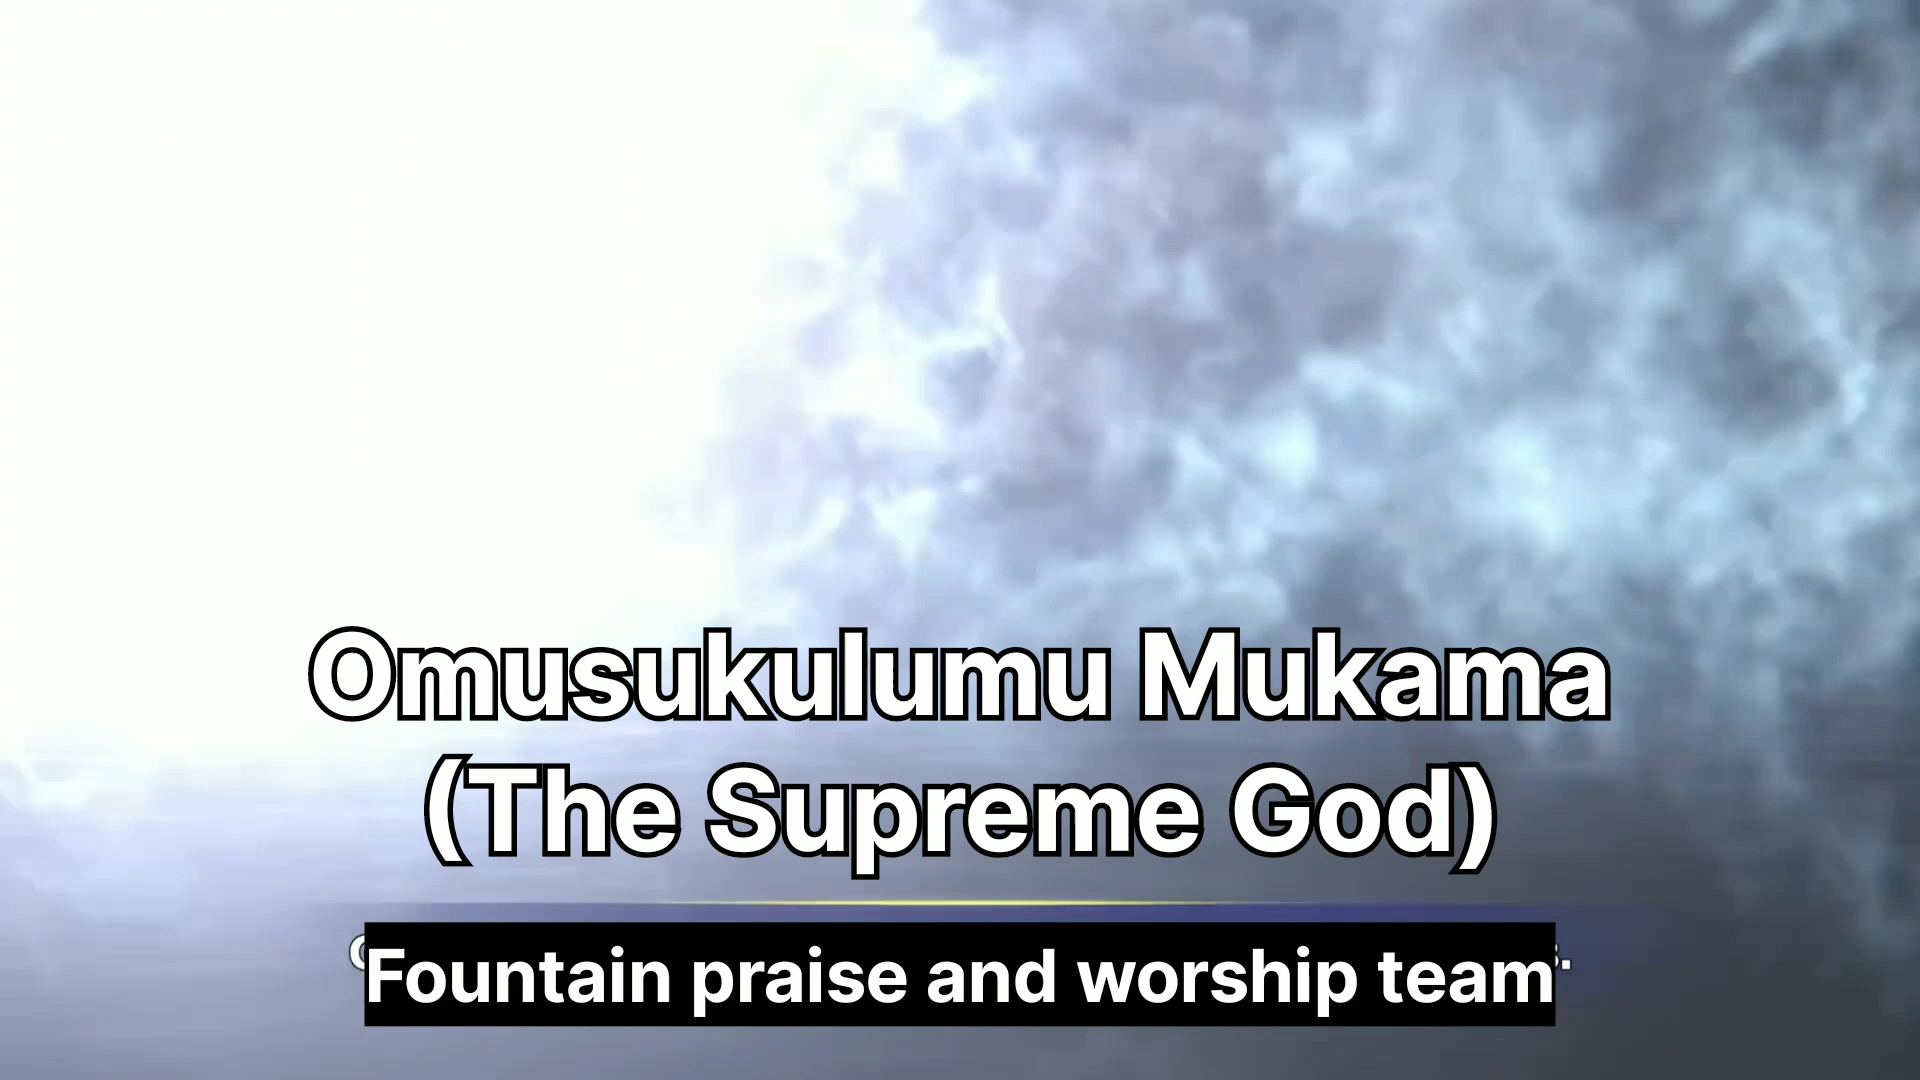 Omusukulumu Mukama
(The Supreme God)
Fountain praise and worship team